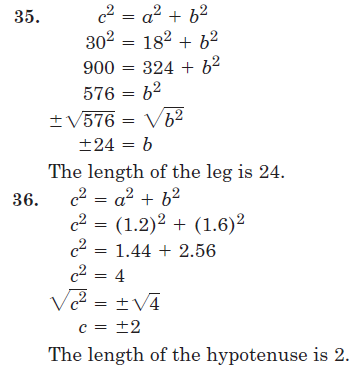 35. c² = a² + b²
30² = 18² + b²
900 = 324 + b²
576 = b²
±√576 = √b²
±24 = b
The length of the leg is 24.
36. c² = a² + b²
c² = (1.2)² + (1.6)²
c² = 1.44 + 2.56
c² = 4
√c² = ±√4
c = ±2
The length of the hypotenuse is 2.